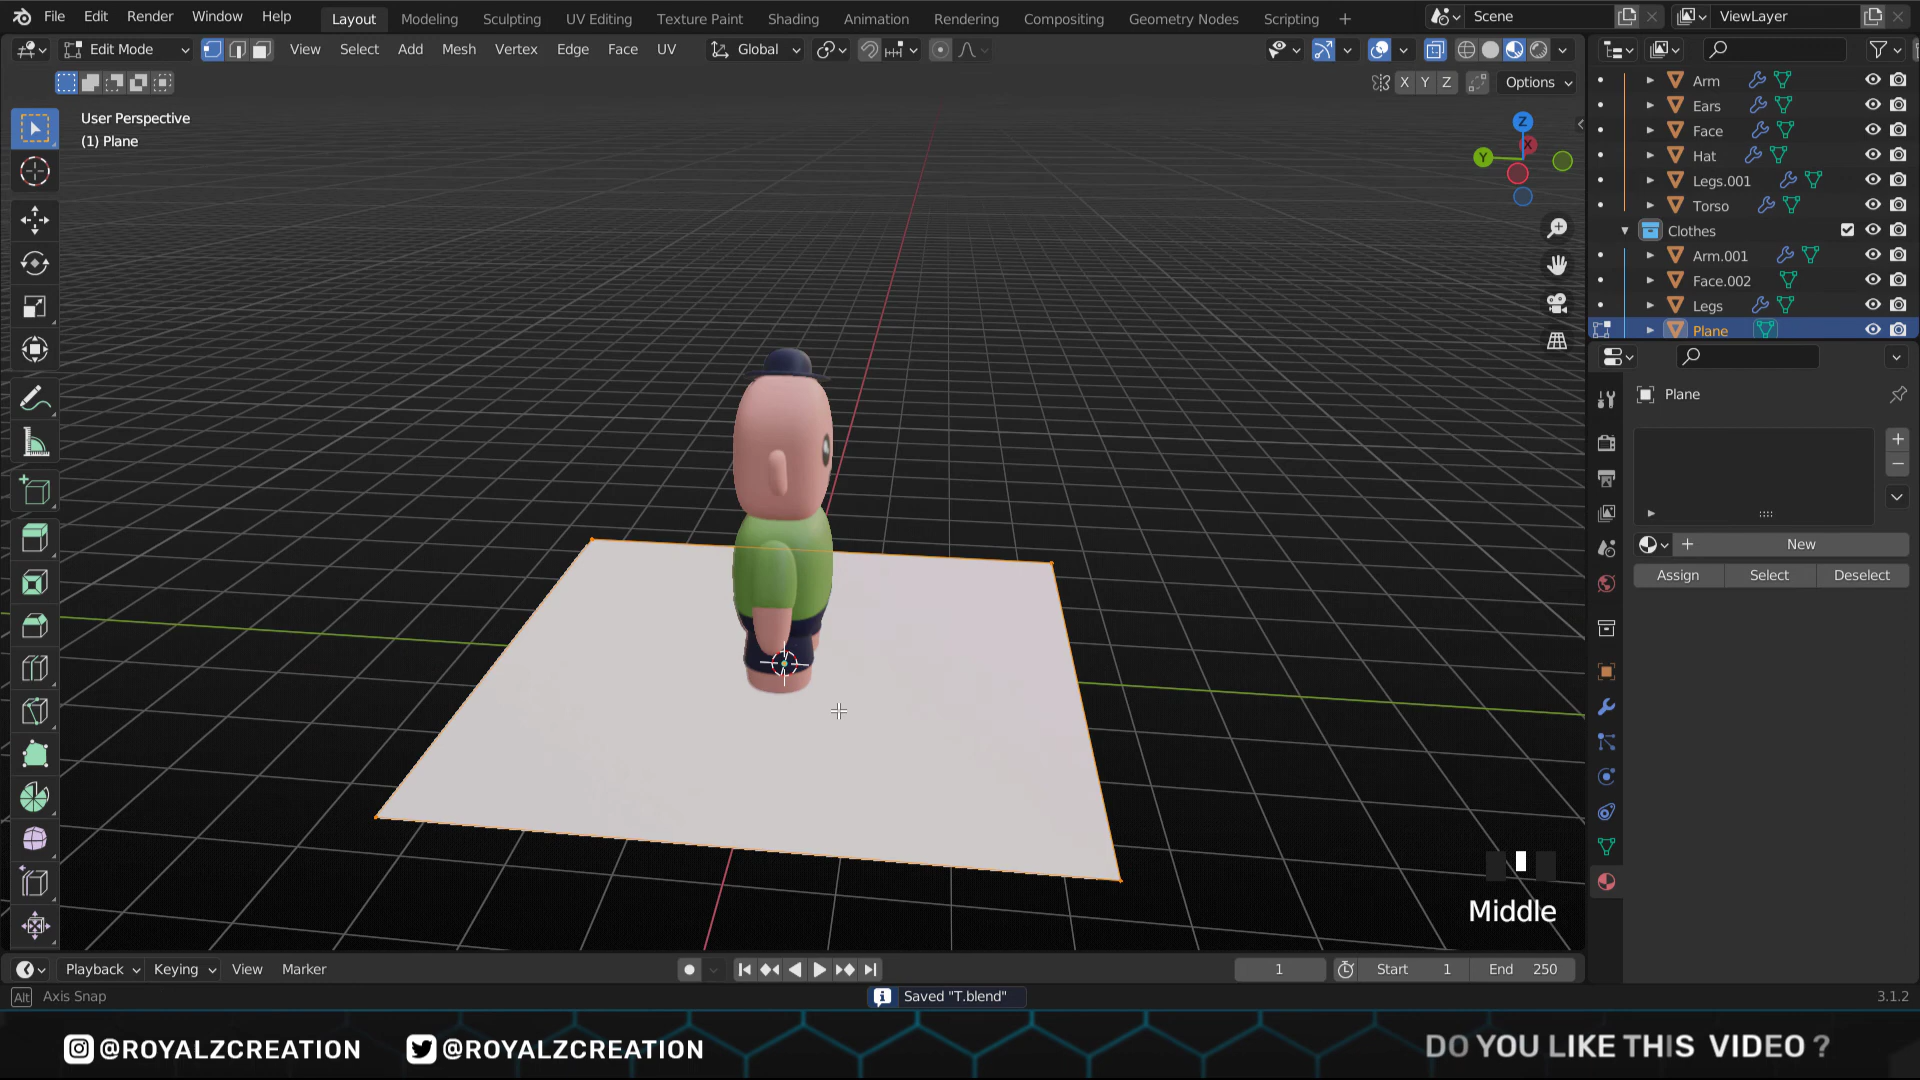 File Edit Render Window Help Layout Modeling Sculpting UV Editing Texture Paint Shading Animation Rendering Compositing Geometry Nodes Scripting + Scene ViewLayer
Edit Mode View Select Add Mesh Vertex Edge Face UV Global
X Y Z Options
User Perspective
(1) Plane
Z
X
Y
Arm
Ears
Face
Hat
Legs.001
Torso
Clothes
Arm.001
Face.002
Legs
Plane
Plane
New
Assign Select Deselect
Middle
Playback Keying View Marker 1 Start 1 End 250
Alt Axis Snap Saved "T.blend" 3.1.2
@ROYALZCREATION @ROYALZCREATION DO YOU LIKE THIS VIDEO ?